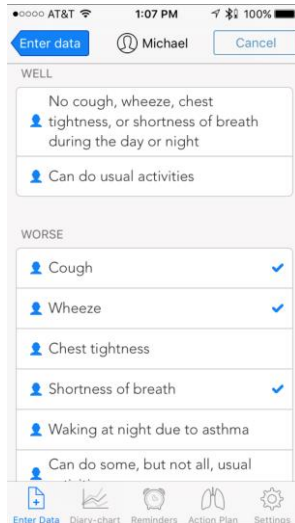 AT&T 1:07 PM 100%
Enter data Michael Cancel
WELL
No cough, wheeze, chest
tightness, or shortness of breath
during the day or night
Can do usual activities
WORSE
Cough
Wheeze
Chest tightness
Shortness of breath
Waking at night due to asthma
Can do some, but not all, usual
Enter Data Diary-chart Reminders Action Plan Settings